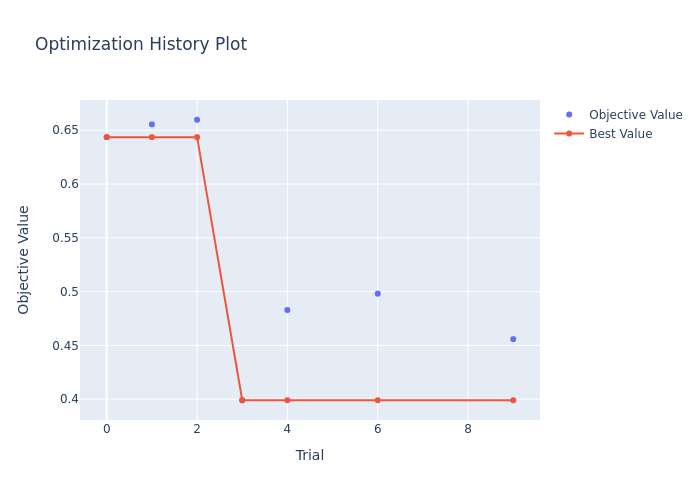 Optimization History Plot
Objective Value
Best Value
0.65
0.6
0.55
0.5
0.45
0.4
Objective Value
0 2 4 6 8
Trial